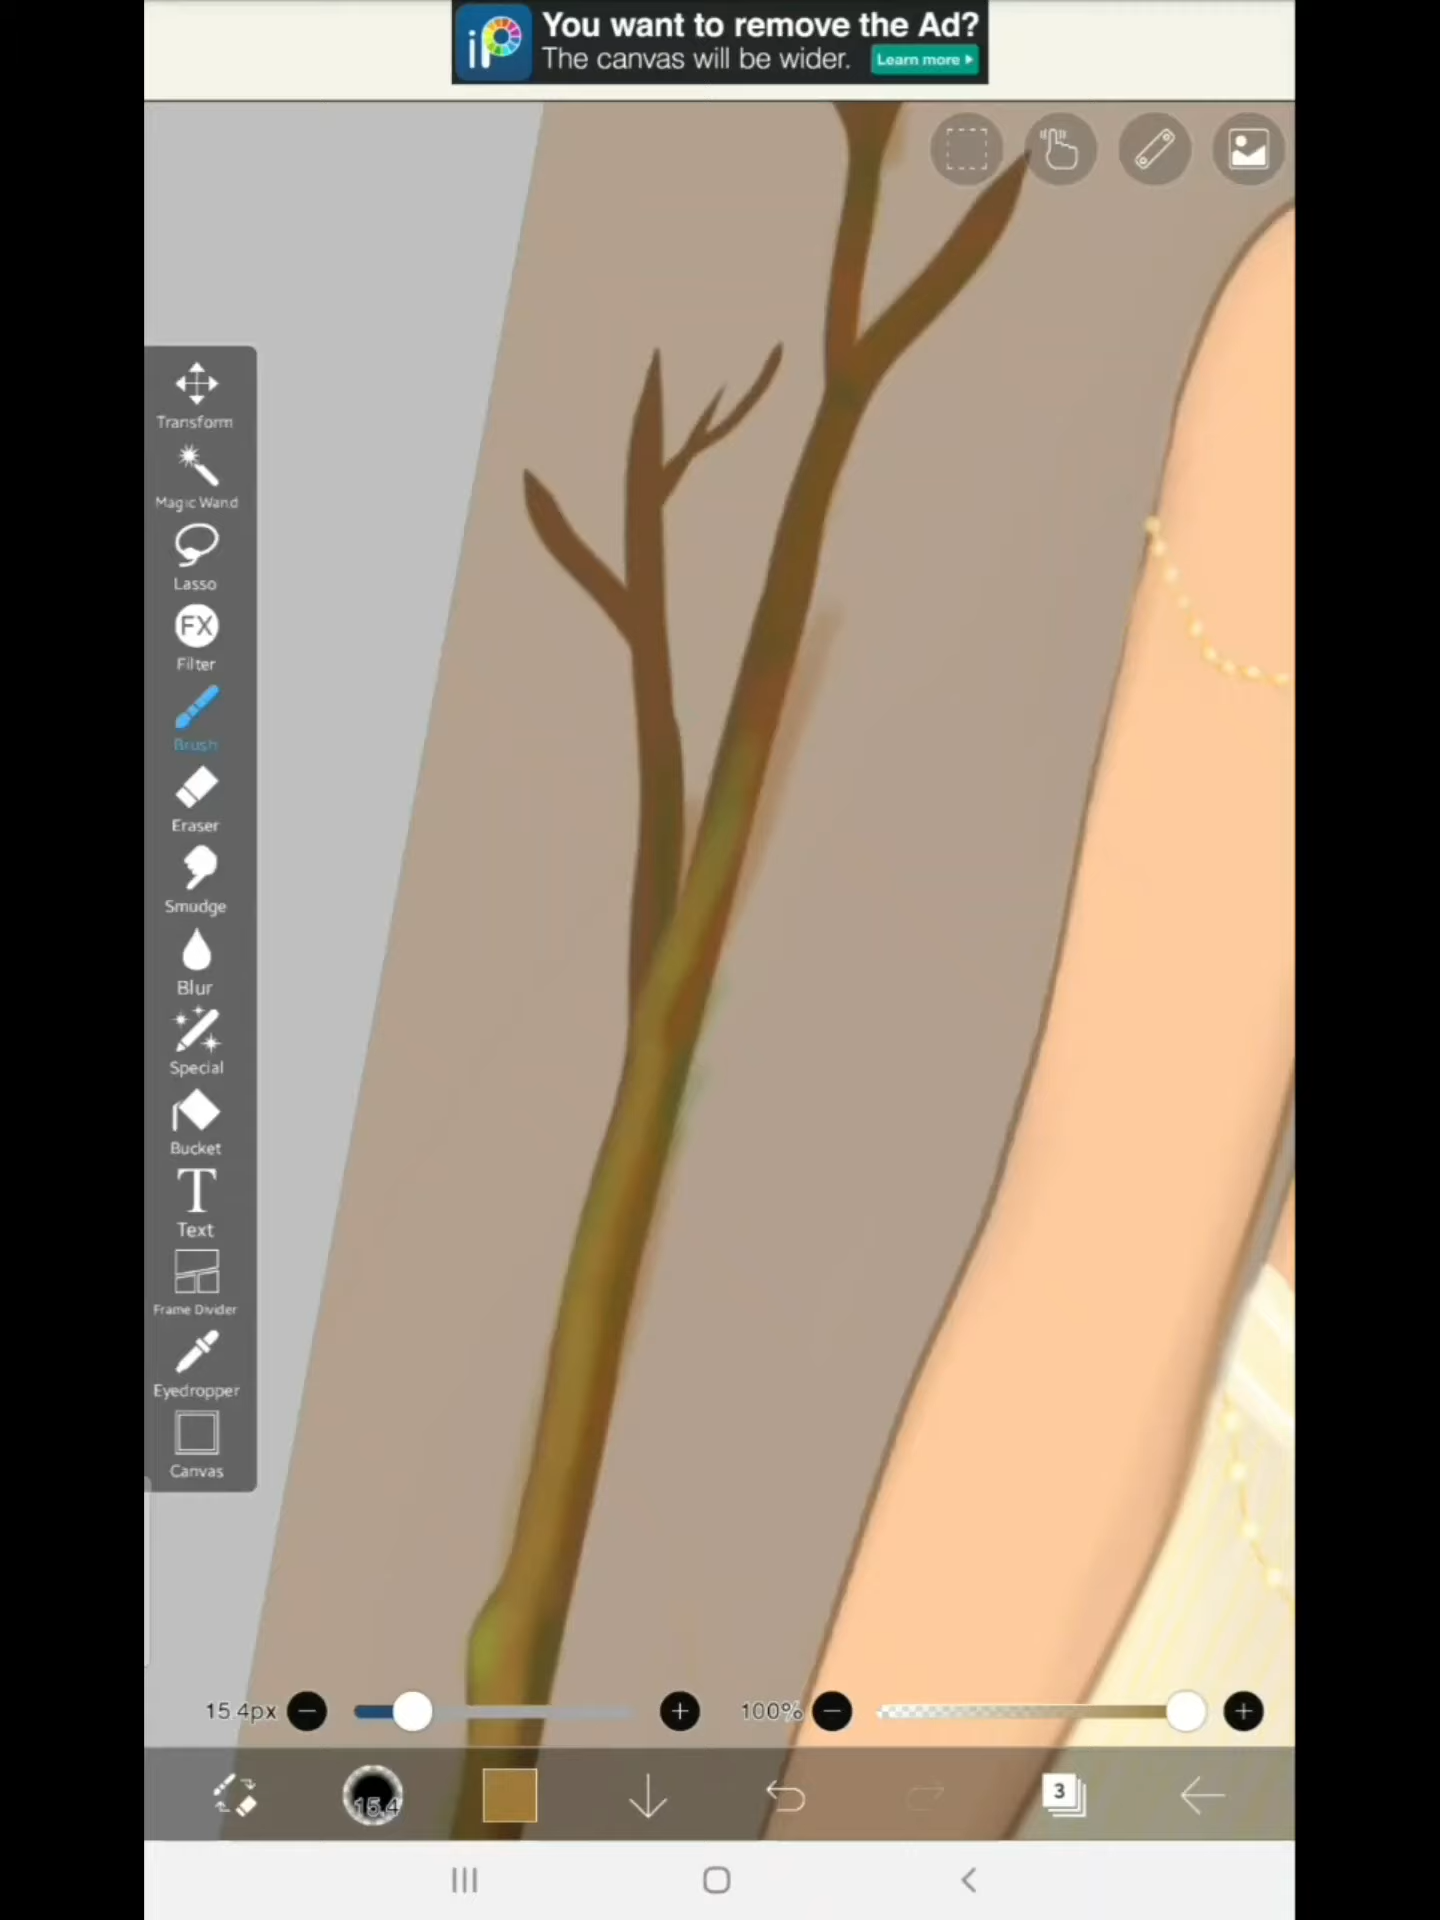 iP
You want to remove the Ad?
The canvas will be wider.
Learn more
Transform
Magic Wand
Lasso
FX
Filter
Brush
Eraser
Smudge
Blur
Special
Bucket
T
Text
Frame Divider
Eyedropper
Canvas
15.4px
100%
15.4
3